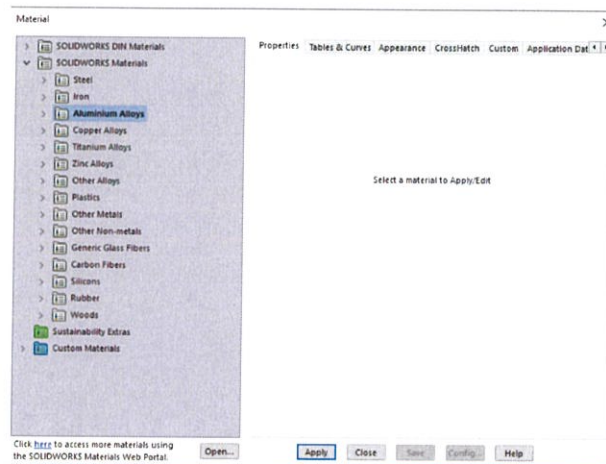 Material
SOLIDWORKS DIN Materials
SOLIDWORKS Materials
Steel
Iron
Aluminium Alloys
Copper Alloys
Titanium Alloys
Zinc Alloys
Other Alloys
Plastics
Other Metals
Other Non-metals
Generic Glass Fibers
Carbon Fibers
Silicons
Rubber
Woods
Sustainability Extras
Custom Materials
Click here to access more materials using
the SOLIDWORKS Materials Web Portal.
Open...
Properties Tables & Curves Appearance CrossHatch Custom Application Dat
Select a material to Apply/Edit
Apply Close Save Config... Help